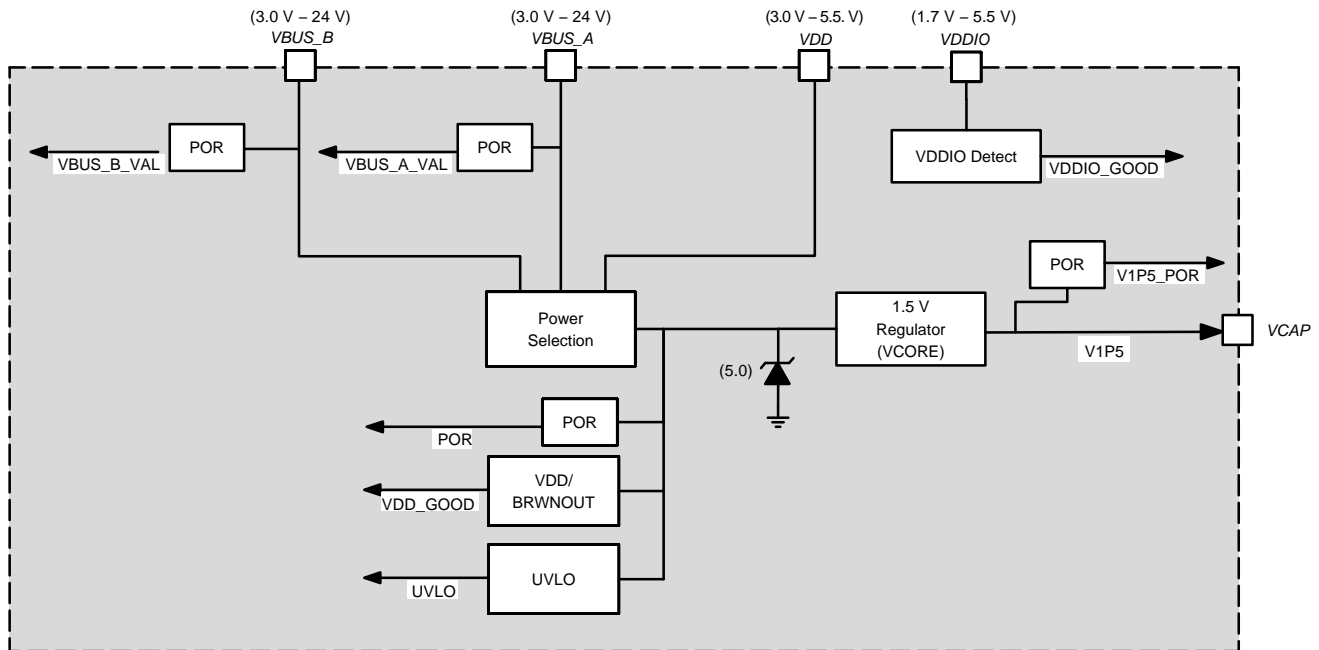 (3.0 V – 24 V)
VBUS_B
(3.0 V – 24 V)
VBUS_A
(3.0 V – 5.5. V)
VDD
(1.7 V – 5.5 V)
VDDIO
POR
VBUS_B_VAL
POR
VBUS_A_VAL
VDDIO Detect
VDDIO_GOOD
POR
V1P5_POR
Power
Selection
1.5 V
Regulator
(VCORE)
V1P5
VCAP
(5.0)
POR
POR
VDD/
BRWNOUT
VDD_GOOD
UVLO
UVLO